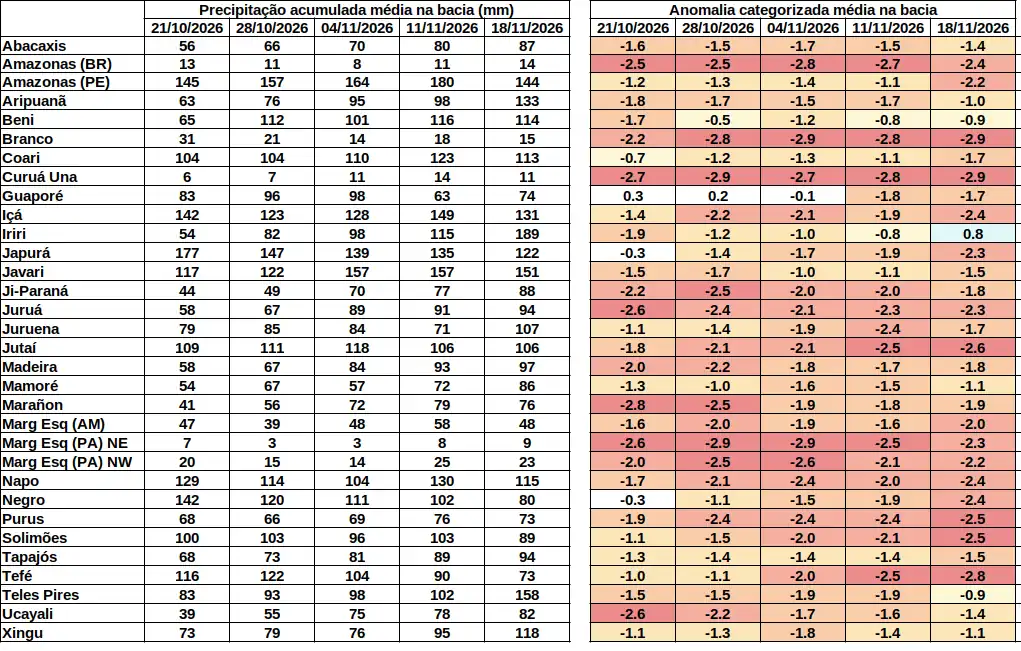 Precipitação acumulada média na bacia (mm) Anomalia categorizada média na bacia
21/10/2026 28/10/2026 04/11/2026 11/11/2026 18/11/2026 21/10/2026 28/10/2026 04/11/2026 11/11/2026 18/11/2026
Abacaxis 56 66 70 80 87 -1.6 -1.5 -1.7 -1.5 -1.4
Amazonas (BR) 13 11 8 11 14 -2.5 -2.5 -2.8 -2.7 -2.4
Amazonas (PE) 145 157 164 180 144 -1.2 -1.3 -1.4 -1.1 -2.2
Aripuanã 63 76 95 98 133 -1.8 -1.7 -1.5 -1.7 -1.0
Beni 65 112 101 116 114 -1.7 -0.5 -1.2 -0.8 -0.9
Branco 31 21 14 18 15 -2.2 -2.8 -2.9 -2.8 -2.9
Coari 104 104 110 123 113 -0.7 -1.2 -1.3 -1.1 -1.7
Curuá Una 6 7 11 14 11 -2.7 -2.9 -2.7 -2.8 -2.9
Guaporé 83 96 98 63 74 0.3 0.2 -0.1 -1.8 -1.7
Içá 142 123 128 149 131 -1.4 -2.2 -2.1 -1.9 -2.4
Iriri 54 82 98 115 189 -1.9 -1.2 -1.0 -0.8 0.8
Japurá 177 147 139 135 122 -0.3 -1.4 -1.7 -1.9 -2.3
Javari 117 122 157 157 151 -1.5 -1.7 -1.0 -1.1 -1.5
Ji-Paraná 44 49 70 77 88 -2.2 -2.5 -2.0 -2.0 -1.8
Juruá 58 67 89 91 94 -2.6 -2.4 -2.1 -2.3 -2.3
Juruena 79 85 84 71 107 -1.1 -1.4 -1.9 -2.4 -1.7
Jutaí 109 111 118 106 106 -1.8 -2.1 -2.1 -2.5 -2.6
Madeira 58 67 84 93 97 -2.0 -2.2 -1.8 -1.7 -1.8
Mamoré 54 67 57 72 86 -1.3 -1.0 -1.6 -1.5 -1.1
Marañon 41 56 72 79 76 -2.8 -2.5 -1.9 -1.8 -1.9
Marg Esq (AM) 47 39 48 58 48 -1.6 -2.0 -1.9 -1.6 -2.0
Marg Esq (PA) NE 7 3 3 8 9 -2.6 -2.9 -2.9 -2.5 -2.3
Marg Esq (PA) NW 20 15 14 25 23 -2.0 -2.5 -2.6 -2.1 -2.2
Napo 129 114 104 130 115 -1.7 -2.1 -2.4 -2.0 -2.4
Negro 142 120 111 102 80 -0.3 -1.1 -1.5 -1.9 -2.4
Purus 68 66 69 76 73 -1.9 -2.4 -2.4 -2.4 -2.5
Solimões 100 103 96 103 89 -1.1 -1.5 -2.0 -2.1 -2.5
Tapajós 68 73 81 89 94 -1.3 -1.4 -1.4 -1.4 -1.5
Tefé 116 122 104 90 73 -1.0 -1.1 -2.0 -2.5 -2.8
Teles Pires 83 93 98 102 158 -1.5 -1.5 -1.9 -1.9 -0.9
Ucayali 39 55 75 78 82 -2.6 -2.2 -1.7 -1.6 -1.4
Xingu 73 79 76 95 118 -1.1 -1.3 -1.8 -1.4 -1.1